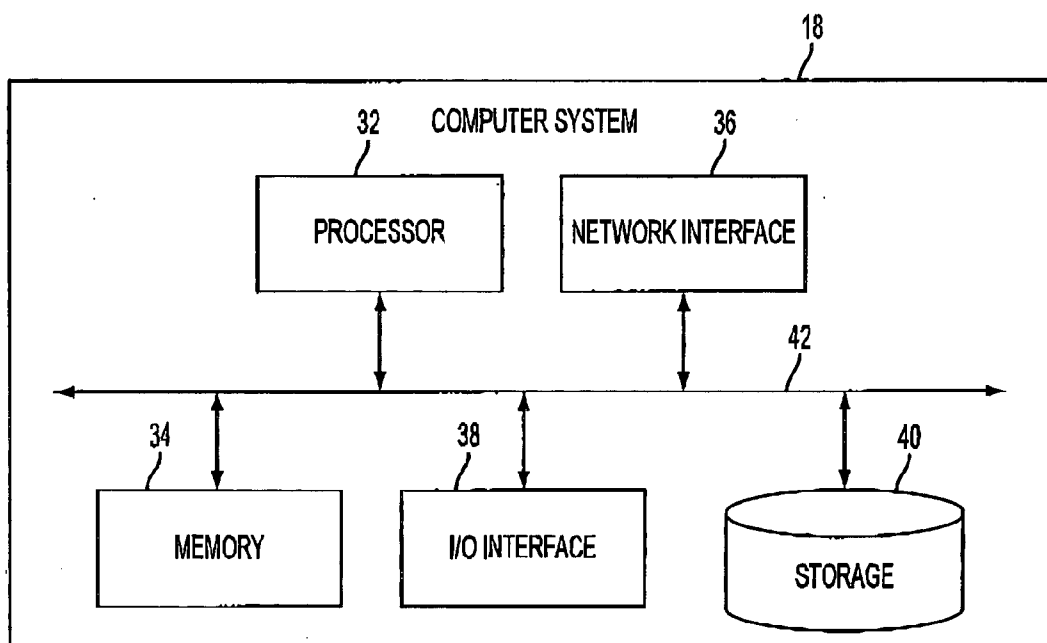 18
COMPUTER SYSTEM
32
36
PROCESSOR
NETWORK INTERFACE
42
34
38
40
MEMORY
I/O INTERFACE
STORAGE